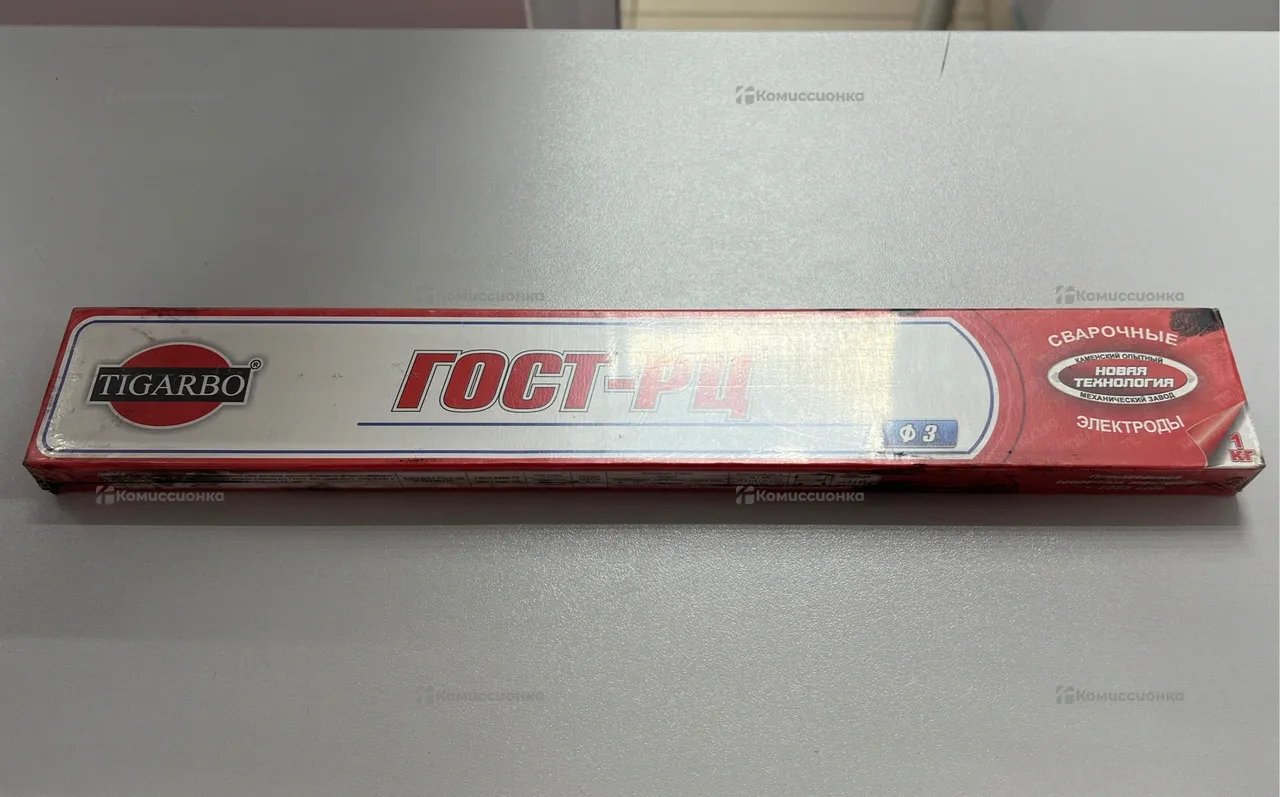 Комиссионка
Комиссионка
Комиссионка
TIGARBO®
ГОСТ-РЦ
Ф 3
СВАРОЧНЫЕ
КАМЕНСКИЙ ОПЫТНЫЙ
НОВАЯ
ТЕХНОЛОГИЯ
МЕХАНИЧЕСКИЙ ЗАВОД
ЭЛЕКТРОДЫ
1
КГ
Комиссионка
Комиссионка
Комиссионка
Комиссионка